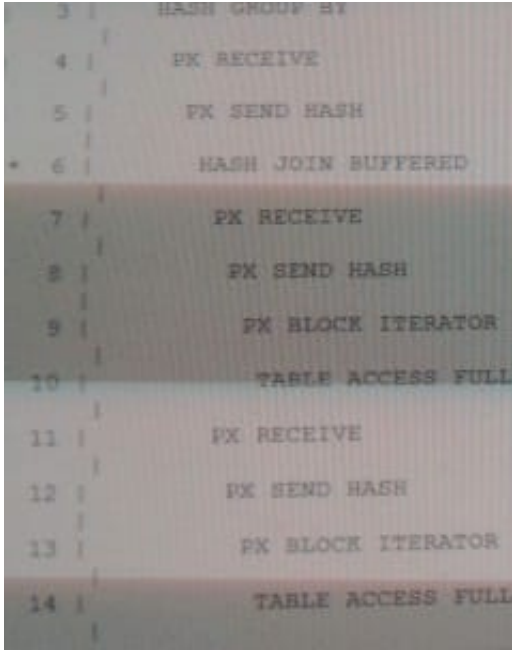 3 | HASH GROUP BY
|
4 | PX RECEIVE
|
5 | PX SEND HASH
|
* 6 | HASH JOIN BUFFERED
|
7 | PX RECEIVE
|
8 | PX SEND HASH
|
9 | PX BLOCK ITERATOR
|
10 | TABLE ACCESS FULL
|
11 | PX RECEIVE
|
12 | PX SEND HASH
|
13 | PX BLOCK ITERATOR
|
14 | TABLE ACCESS FULL
|